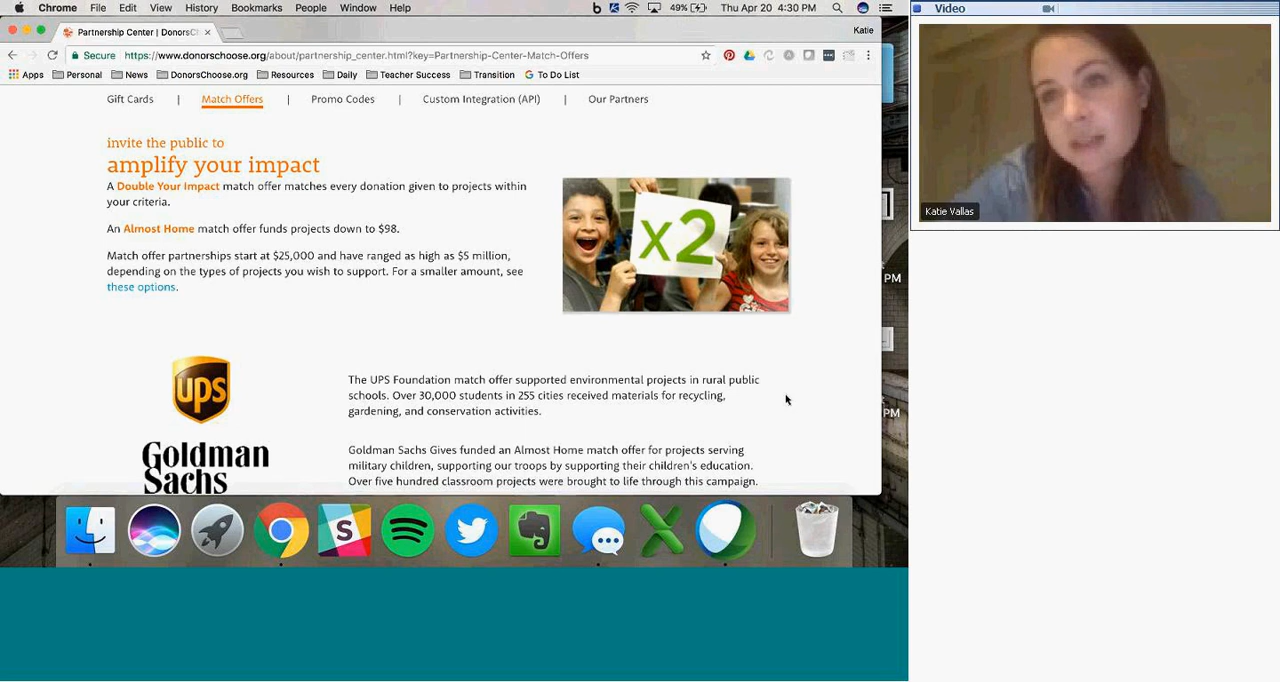 Chrome File Edit View History Bookmarks People Window Help
49% Thu Apr 20 4:30 PM
Partnership Center | DonorsC
Katie
Secure https://www.donorschoose.org/about/partnership_center.html?key=Partnership-Center-Match-Offers
Apps Personal News DonorsChoose.org Resources Daily Teacher Success Transition To Do List
Gift Cards | Match Offers | Promo Codes | Custom Integration (API) | Our Partners
invite the public to
amplify your impact
A Double Your Impact match offer matches every donation given to projects within
your criteria.
An Almost Home match offer funds projects down to $98.
Match offer partnerships start at $25,000 and have ranged as high as $5 million,
depending on the types of projects you wish to support. For a smaller amount, see
these options.
x2
ups
The UPS Foundation match offer supported environmental projects in rural public
schools. Over 30,000 students in 255 cities received materials for recycling,
gardening, and conservation activities.
Goldman
Sachs
Goldman Sachs Gives funded an Almost Home match offer for projects serving
military children, supporting our troops by supporting their children's education.
Over five hundred classroom projects were brought to life through this campaign.
PM
PM
Video
Katie Vallas